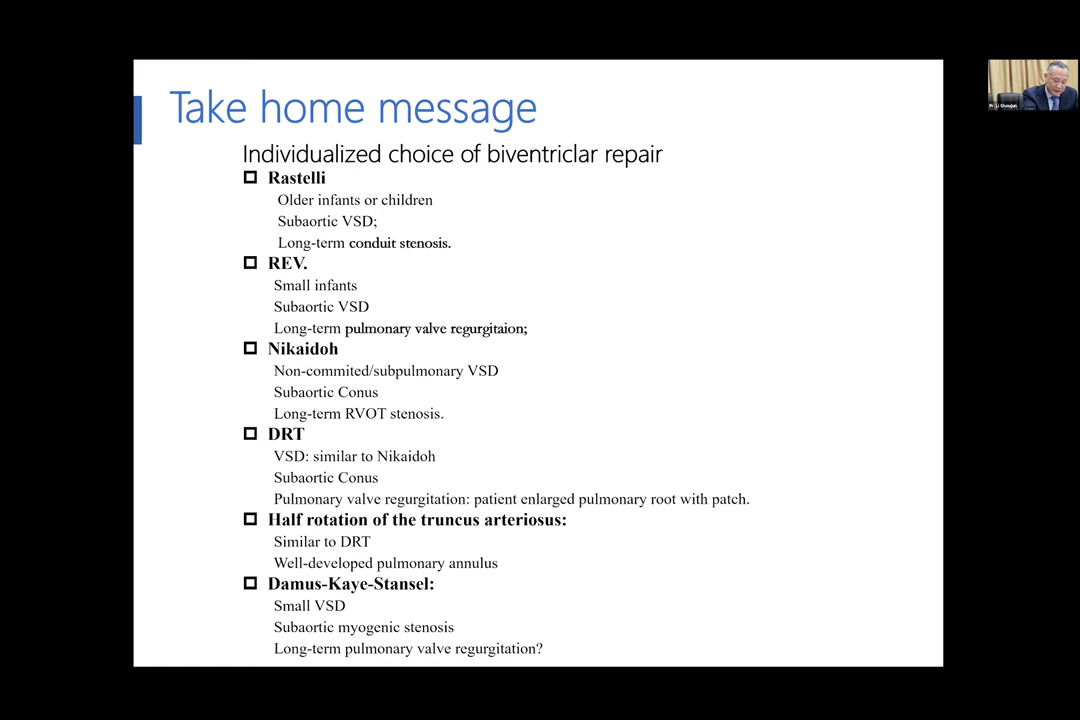 Take home message
Individualized choice of biventriclar repair
Rastelli
Older infants or children
Subaortic VSD;
Long-term conduit stenosis.
REV.
Small infants
Subaortic VSD
Long-term pulmonary valve regurgitaion;
Nikaidoh
Non-commited/subpulmonary VSD
Subaortic Conus
Long-term RVOT stenosis.
DRT
VSD: similar to Nikaidoh
Subaortic Conus
Pulmonary valve regurgitation: patient enlarged pulmonary root with patch.
Half rotation of the truncus arteriosus:
Similar to DRT
Well-developed pulmonary annulus
Damus-Kaye-Stansel:
Small VSD
Subaortic myogenic stenosis
Long-term pulmonary valve regurgitation?
Pr. Li Shoujun